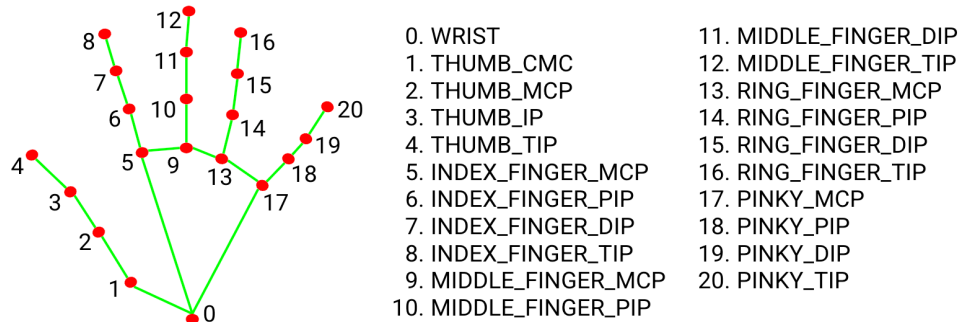 12
16
8
11
7
15
20
10
6
14
19
4
5
9
13
18
3
17
2
1
0
0. WRIST
1. THUMB_CMC
2. THUMB_MCP
3. THUMB_IP
4. THUMB_TIP
5. INDEX_FINGER_MCP
6. INDEX_FINGER_PIP
7. INDEX_FINGER_DIP
8. INDEX_FINGER_TIP
9. MIDDLE_FINGER_MCP
10. MIDDLE_FINGER_PIP
11. MIDDLE_FINGER_DIP
12. MIDDLE_FINGER_TIP
13. RING_FINGER_MCP
14. RING_FINGER_PIP
15. RING_FINGER_DIP
16. RING_FINGER_TIP
17. PINKY_MCP
18. PINKY_PIP
19. PINKY_DIP
20. PINKY_TIP